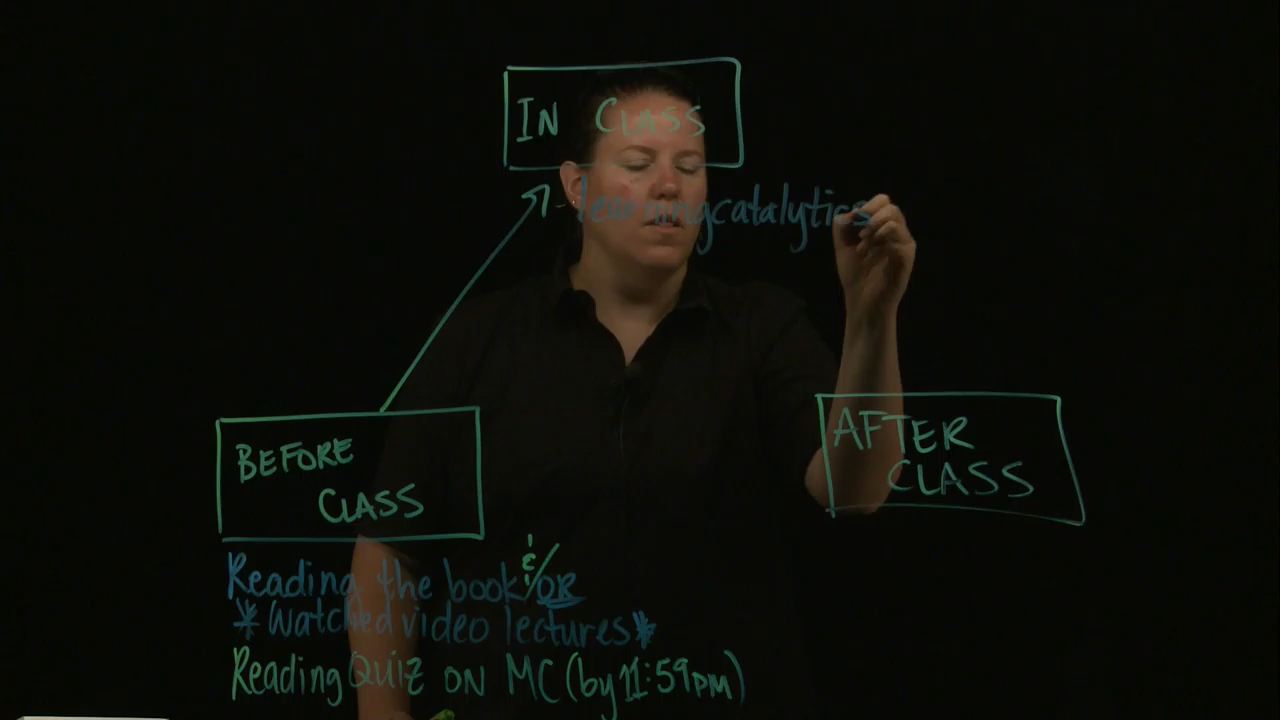 IN CLASS
- learningcatalytics
BEFORE
CLASS
AFTER
CLASS
Reading the book &/OR
* Watched video lectures *
Reading Quiz ON MC (by 11:59PM)